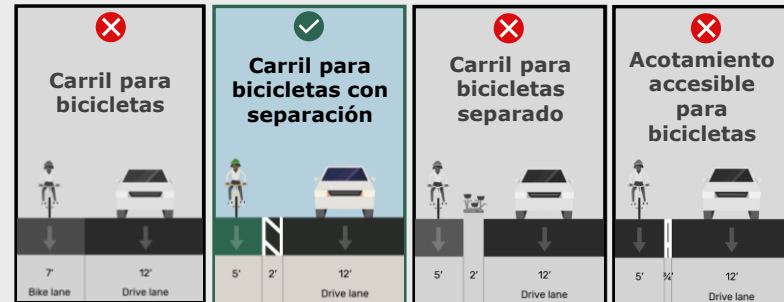 Carril para
bicicletas
7'
12'
Bike lane
Drive lane
Carril para
bicicletas con
separación
5'
2'
12'
Drive lane
Carril para
bicicletas
separado
5'
2'
12'
Drive lane
Acotamiento
accesible
para
bicicletas
5'
¾'
12'
Drive lane